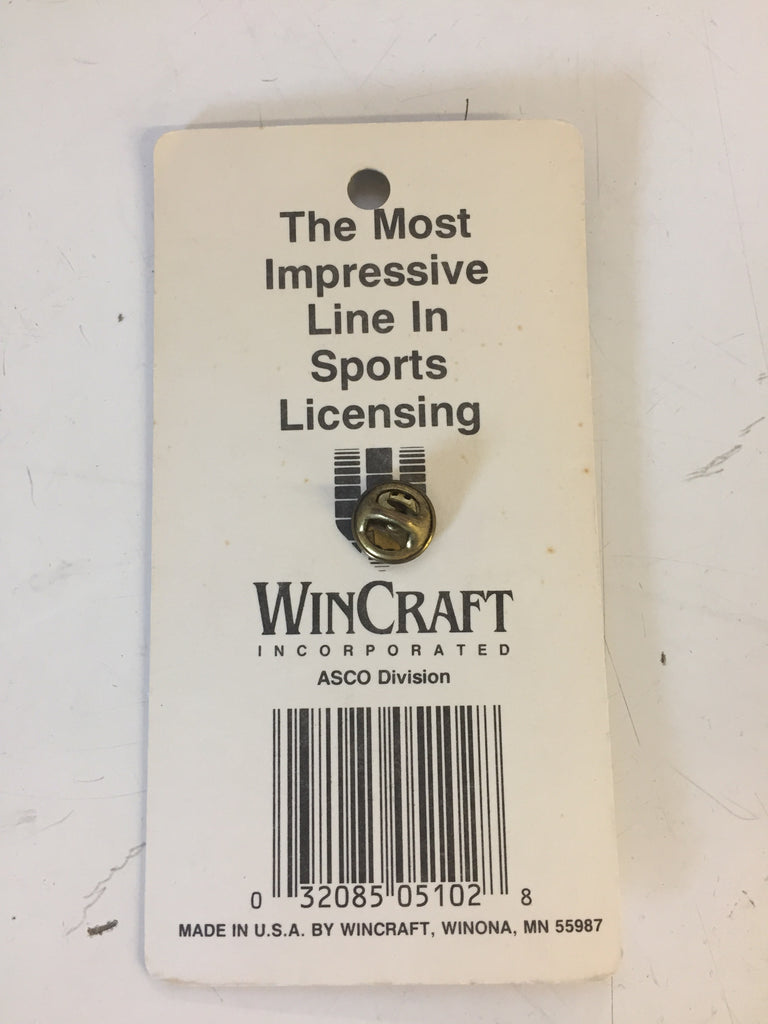 The Most
Impressive
Line In
Sports
Licensing
WINCRAFT
INCORPORATED
ASCO Division
0 32085 05102 8
MADE IN U.S.A. BY WINCRAFT, WINONA, MN 55987